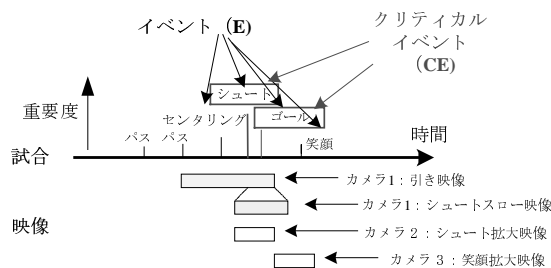 イベント（E）
クリティカル
イベント
（CE)
シュート
ゴール
重要度
センタリング
パス
パス
笑顔
時間
試合
カメラ1：引き映像
カメラ1：シュートスロー映像
映像
カメラ２：シュート拡大映像
カメラ３：笑顔拡大映像